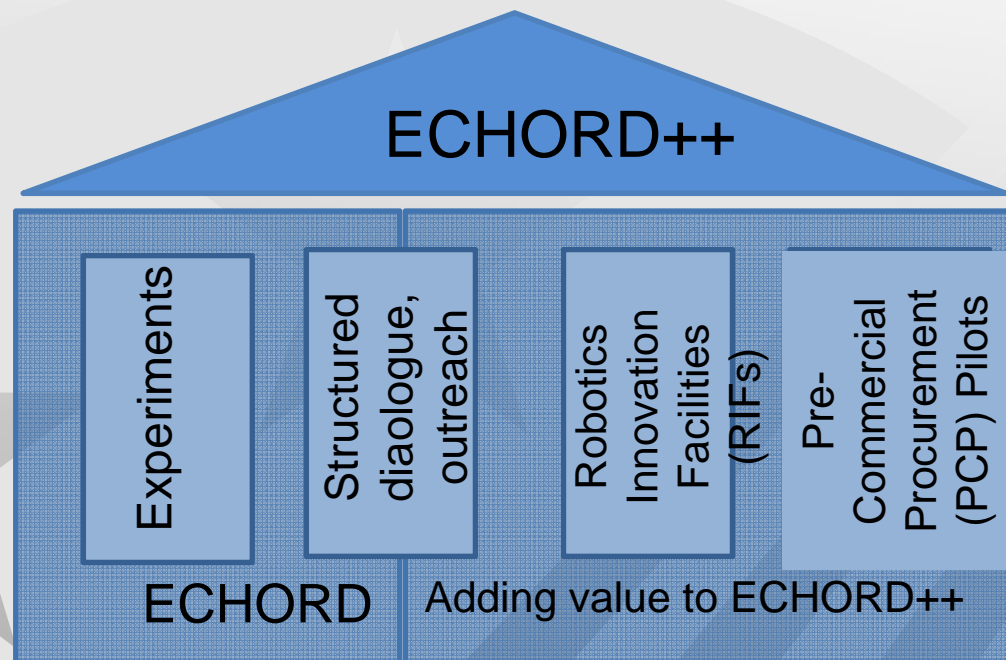 ECHORD++
Experiments
Structured
diaologue,
outreach
Robotics
Innovation
Facilities
(RIFs)
Pre-
Commercial
Procurement
(PCP) Pilots
ECHORD
Adding value to ECHORD++